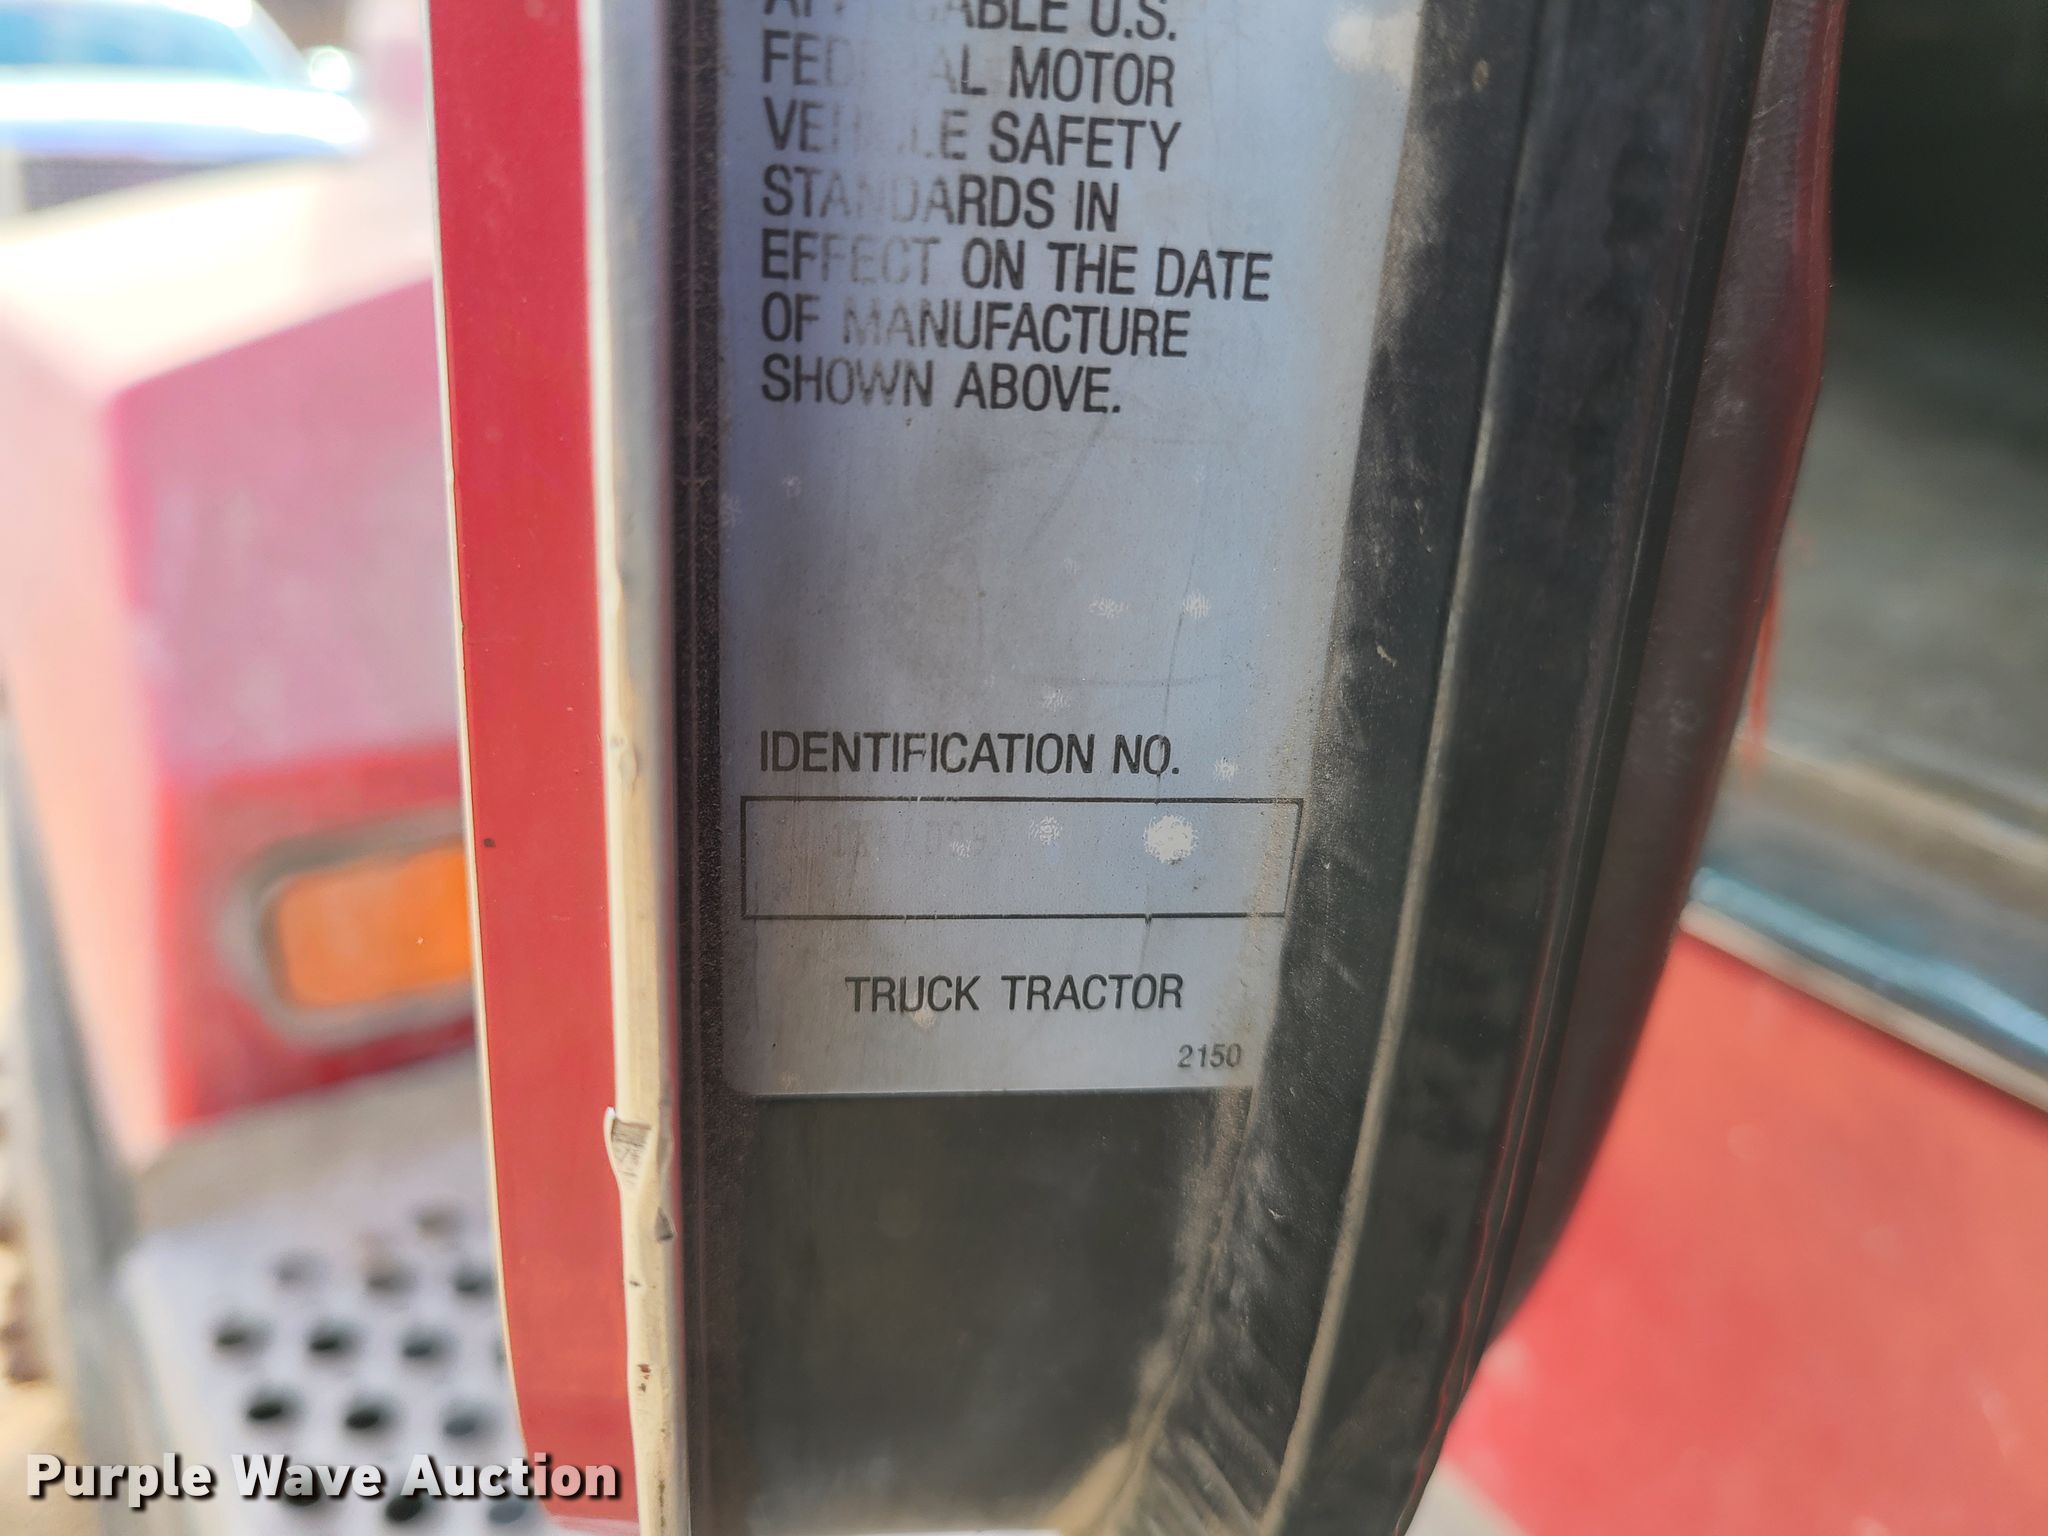 APPLICABLE U.S.
FEDERAL MOTOR
VEHICLE SAFETY
STANDARDS IN
EFFECT ON THE DATE
OF MANUFACTURE
SHOWN ABOVE.
IDENTIFICATION NO.
TRUCK TRACTOR
2150
Purple Wave Auction